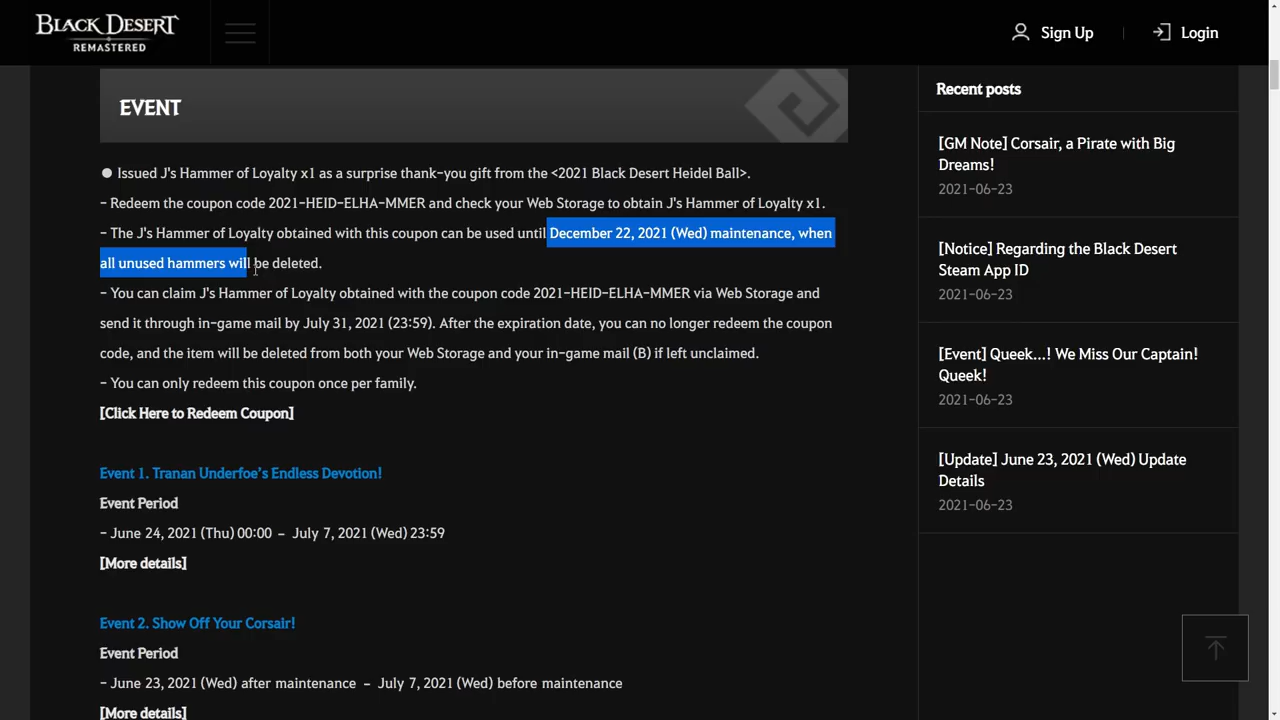 BLACK DESERT
REMASTERED
Sign Up
Login
EVENT
● Issued J's Hammer of Loyalty x1 as a surprise thank-you gift from the <2021 Black Desert Heidel Ball>.
- Redeem the coupon code 2021-HEID-ELHA-MMER and check your Web Storage to obtain J's Hammer of Loyalty x1.
- The J's Hammer of Loyalty obtained with this coupon can be used until December 22, 2021 (Wed) maintenance, when
all unused hammers will be deleted.
- You can claim J's Hammer of Loyalty obtained with the coupon code 2021-HEID-ELHA-MMER via Web Storage and
send it through in-game mail by July 31, 2021 (23:59). After the expiration date, you can no longer redeem the coupon
code, and the item will be deleted from both your Web Storage and your in-game mail (B) if left unclaimed.
- You can only redeem this coupon once per family.
[Click Here to Redeem Coupon]
Event 1. Tranan Underfoe's Endless Devotion!
Event Period
- June 24, 2021 (Thu) 00:00 – July 7, 2021 (Wed) 23:59
[More details]
Event 2. Show Off Your Corsair!
Event Period
- June 23, 2021 (Wed) after maintenance – July 7, 2021 (Wed) before maintenance
[More details]
Recent posts
[GM Note] Corsair, a Pirate with Big
Dreams!
2021-06-23
[Notice] Regarding the Black Desert
Steam App ID
2021-06-23
[Event] Queek...! We Miss Our Captain!
Queek!
2021-06-23
[Update] June 23, 2021 (Wed) Update
Details
2021-06-23